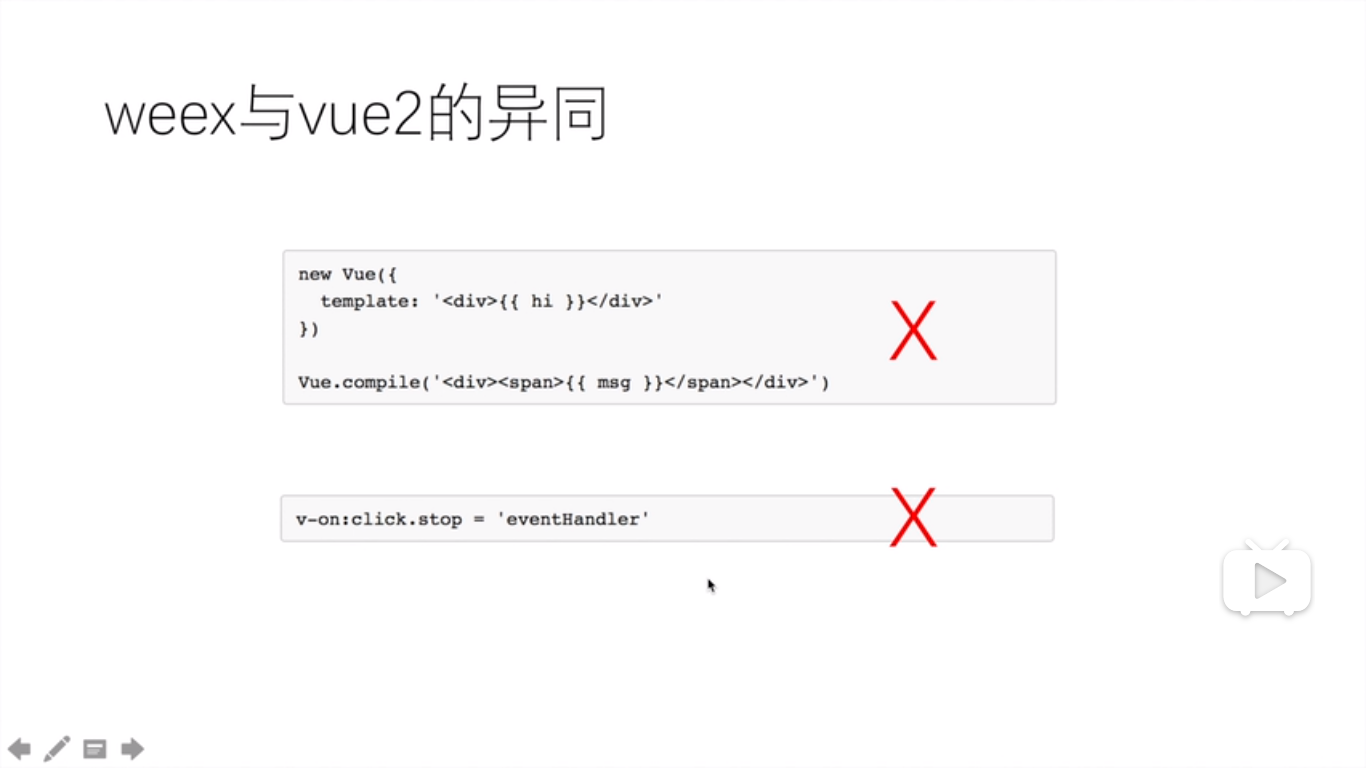 weex与vue2的异同
new Vue({
  template: '<div>{{ hi }}</div>'
})
Vue.compile('<div><span>{{ msg }}</span></div>')
X
v-on:click.stop = 'eventHandler'
X